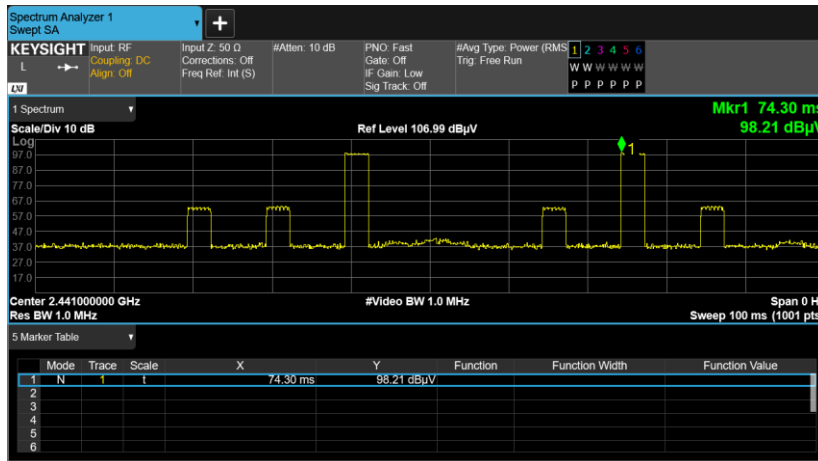 Spectrum Analyzer 1
Swept SA
+
KEYSIGHT Input: RF Input Z: 50 Ω #Atten: 10 dB PNO: Fast #Avg Type: Power (RMS 1 2 3 4 5 6
L Coupling: DC Corrections: Off Gate: Off Trig: Free Run W W W W W W
Align: Off Freq Ref: Int (S) IF Gain: Low
LXI Sig Track: Off P P P P P P
1 Spectrum Mkr1 74.30 ms
Scale/Div 10 dB Ref Level 106.99 dBµV 98.21 dBµV
Log
1
97.0
87.0
77.0
67.0
57.0
47.0
37.0
27.0
17.0
Center 2.441000000 GHz #Video BW 1.0 MHz Span 0 H
Res BW 1.0 MHz Sweep 100 ms (1001 pts
5 Marker Table
Mode Trace Scale X Y Function Function Width Function Value
1 N 1 t 74.30 ms 98.21 dBµV
2
3
4
5
6